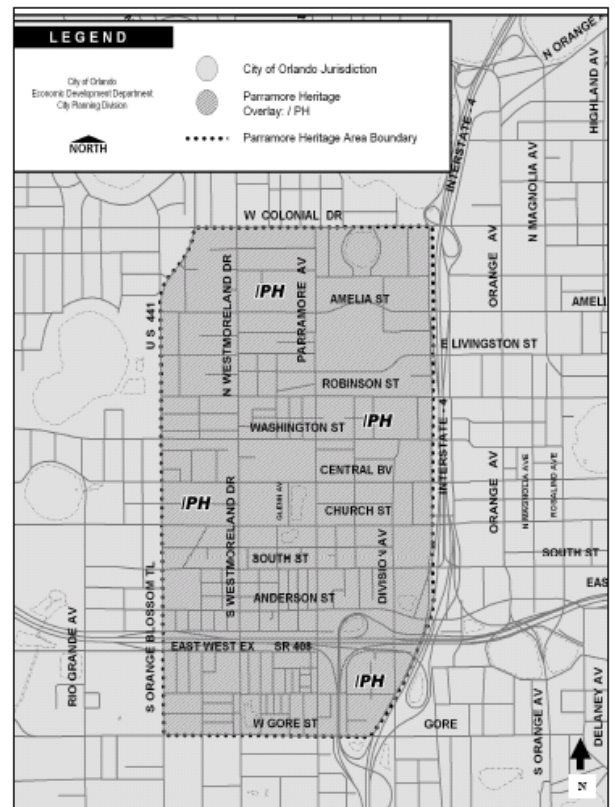 LEGEND
City of Orlando
Economic Development Department
City Planning Division
NORTH
City of Orlando Jurisdiction
Parramore Heritage
Overlay: / PH
Parramore Heritage Area Boundary
N ORANGE A
HIGHLAND AV
INTERSTATE - 4
N MAGNOLIA AV
W COLONIAL DR
ORANGE AV
US 441
N WESTMORELAND DR
/PH
PARRAMORE AV
AMELIA ST
AMELI
E LIVINGSTON ST
ROBINSON ST
/PH
WASHINGTON ST
INTERSTATE - 4
CENTRAL BV
ORANGE AV
N MAGNOLIA AVE
ROSALIND AVE
/PH
S WESTMORELAND DR
GLENN AV
CHURCH ST
DIVISION AV
SOUTH ST
SOUTH ST
EAS
ANDERSON ST
RIO GRANDE AV
S ORANGE BLOSSOM TL
EAST WEST EX
SR 408
/PH
W GORE ST
GORE
S ORANGE AV
DELANEY AV
N